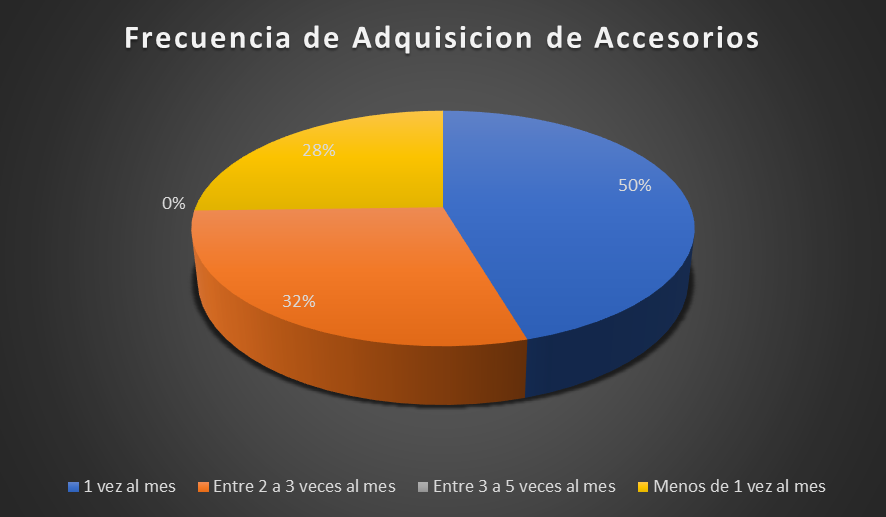 Frecuencia de Adquisicion de Accesorios
28%
50%
0%
32%
1 vez al mes
Entre 2 a 3 veces al mes
Entre 3 a 5 veces al mes
Menos de 1 vez al mes